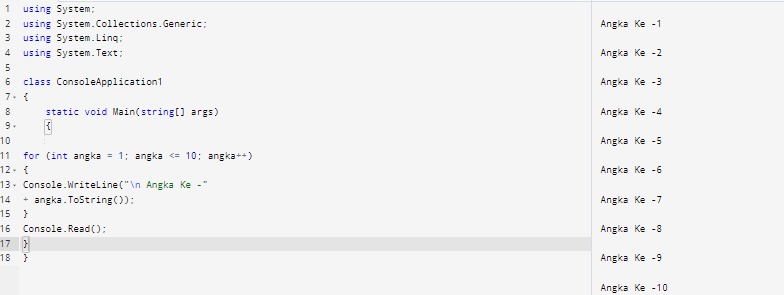 1 using System;
2 using System.Collections.Generic;
3 using System.Linq;
4 using System.Text;
5
6 class ConsoleApplication1
7 {
8 static void Main(string[] args)
9 {
10
11 for (int angka = 1; angka <= 10; angka++)
12 {
13 Console.WriteLine("\n Angka Ke -"
14 + angka.ToString());
15 }
16 Console.Read();
17 }
18 }
Angka Ke -1
Angka Ke -2
Angka Ke -3
Angka Ke -4
Angka Ke -5
Angka Ke -6
Angka Ke -7
Angka Ke -8
Angka Ke -9
Angka Ke -10